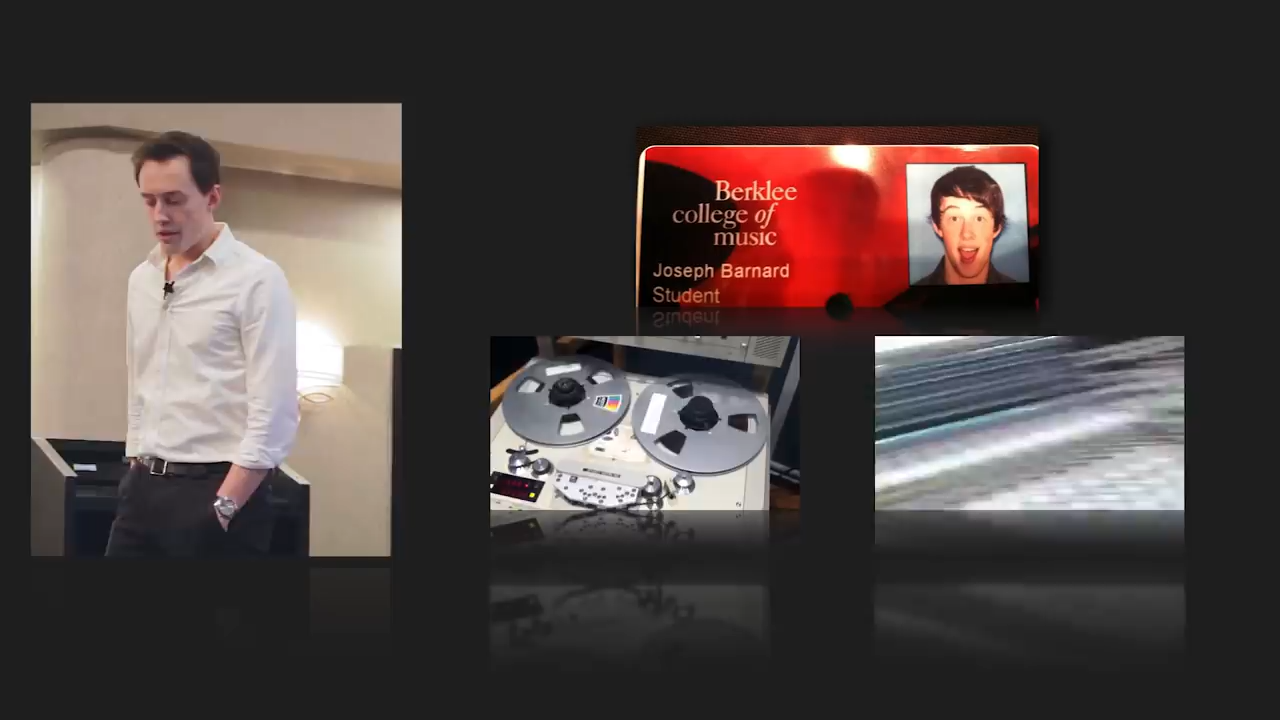 Berklee
college of
music
Joseph Barnard
Student